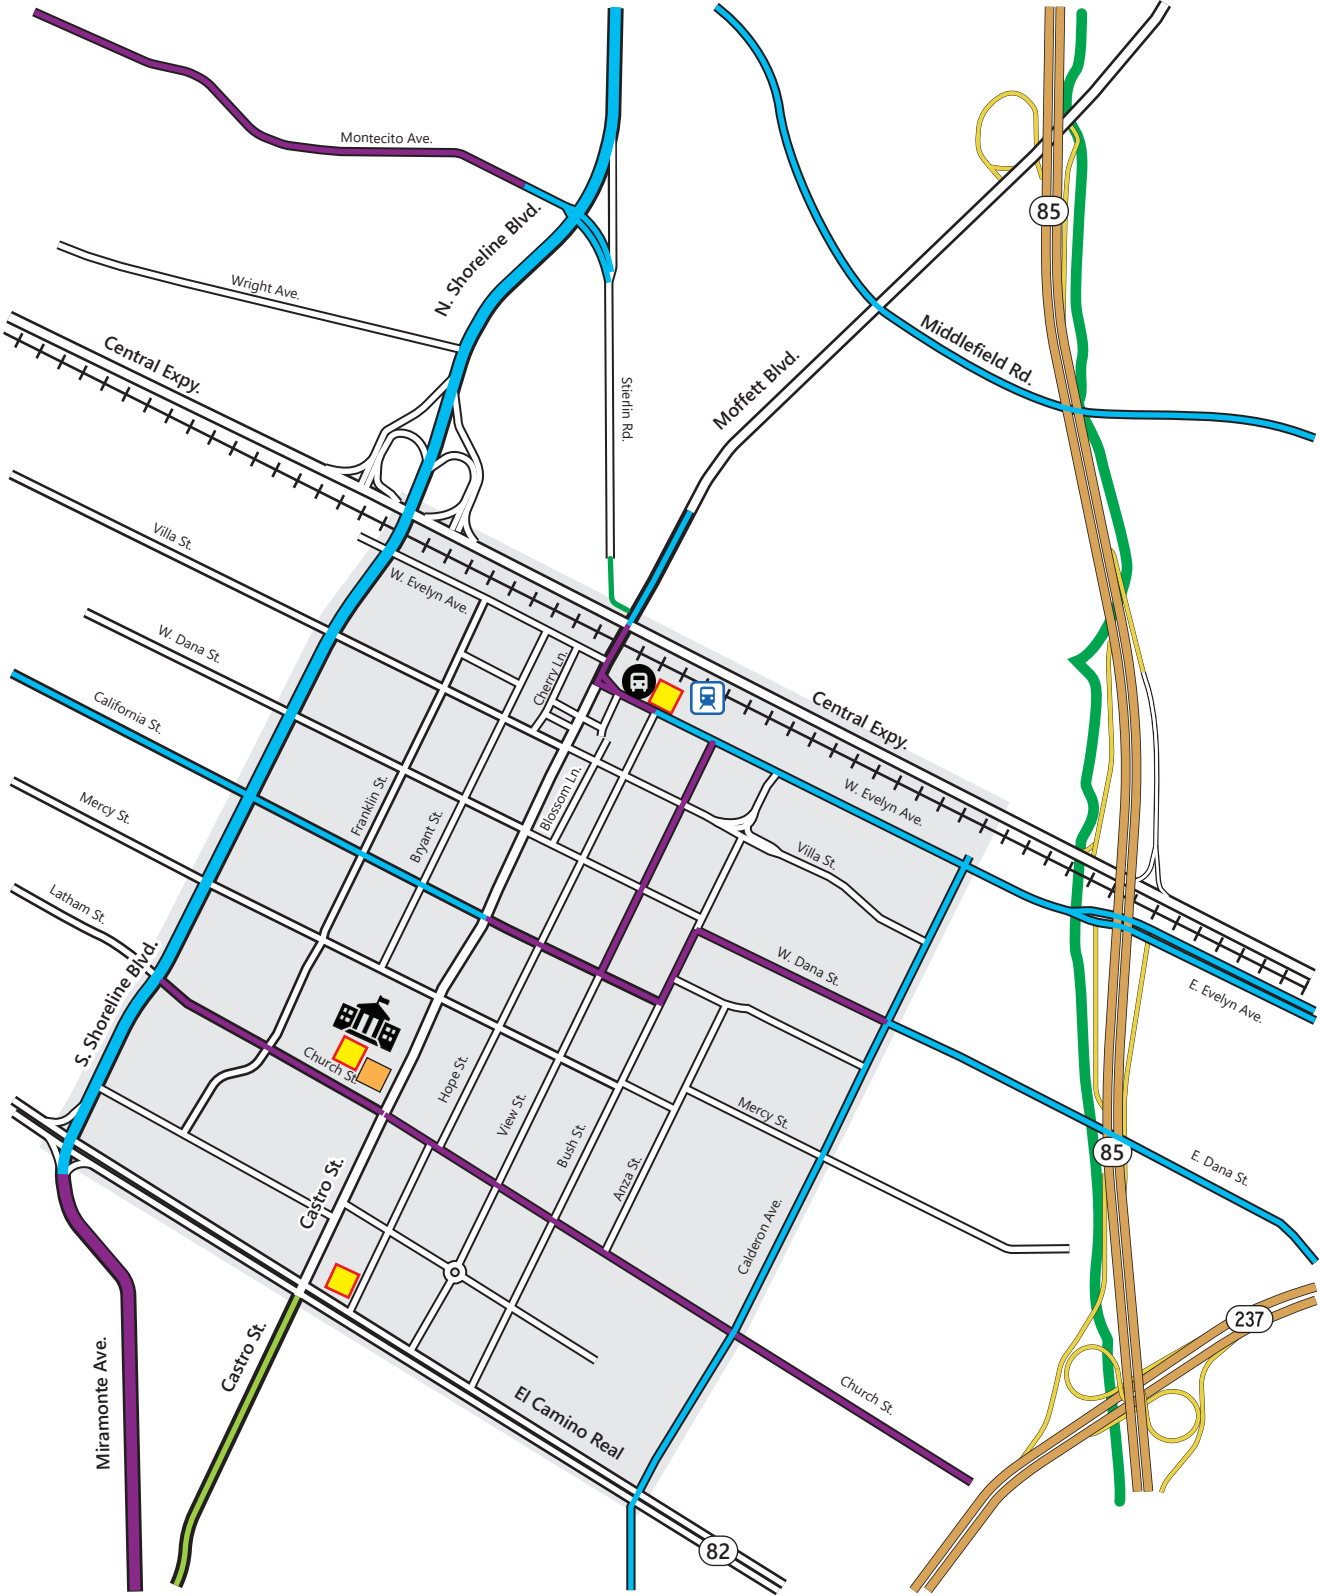 Montecito Ave.
N. Shoreline Blvd.
85
Wright Ave.
Central Expy.
Middlefield Rd.
Moffett Blvd.
Stierlin Rd.
Villa St.
W. Evelyn Ave.
W. Dana St.
Cherry Ln.
California St.
Central Expy.
Mercy St.
Franklin St.
Bryant St.
Blossom Ln.
W. Evelyn Ave.
Villa St.
Latham St.
S. Shoreline Blvd.
W. Dana St.
E. Evelyn Ave.
Church St.
Hope St.
View St.
Bush St.
Anza St.
Mercy St.
85
E. Dana St.
Castro St.
Calderon Ave.
237
Miramonte Ave.
Castro St.
El Camino Real
Church St.
82